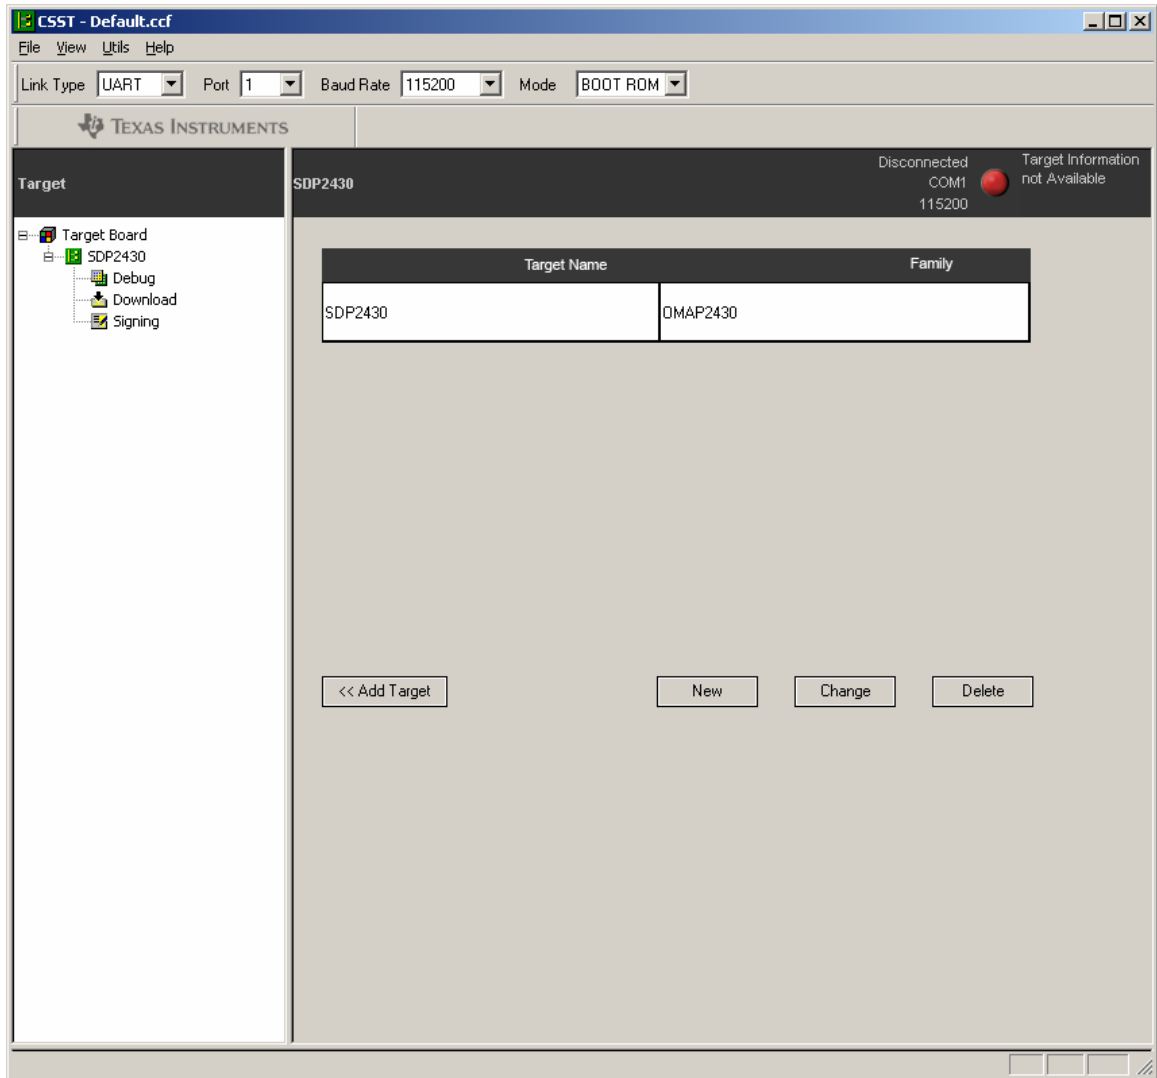 CSST - Default.ccf
File View Utils Help
Link Type UART Port 1 Baud Rate 115200 Mode BOOT ROM
TEXAS INSTRUMENTS
Target
SDP2430
Disconnected
COM1
115200
Target Information
not Available
Target Board
SDP2430
Debug
Download
Signing
Target Name Family
SDP2430 OMAP2430
<< Add Target New Change Delete